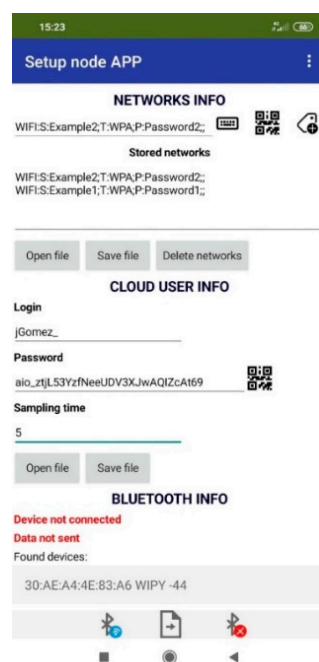 15:23
66
Setup node APP
NETWORKS INFO
WIFI:S:Example2;T:WPA;P:Password2;;
Stored networks
WIFI:S:Example2;T:WPA;P:Password2;;
WIFI:S:Example1;T:WPA;P:Password1;;
Open file Save file Delete networks
CLOUD USER INFO
Login
jGomez_
Password
aio_ztjL53YzfNeeUDV3XJwAQIZcAt69
Sampling time
5
Open file Save file
BLUETOOTH INFO
Device not connected
Data not sent
Found devices:
30:AE:A4:4E:83:A6 WIPY -44